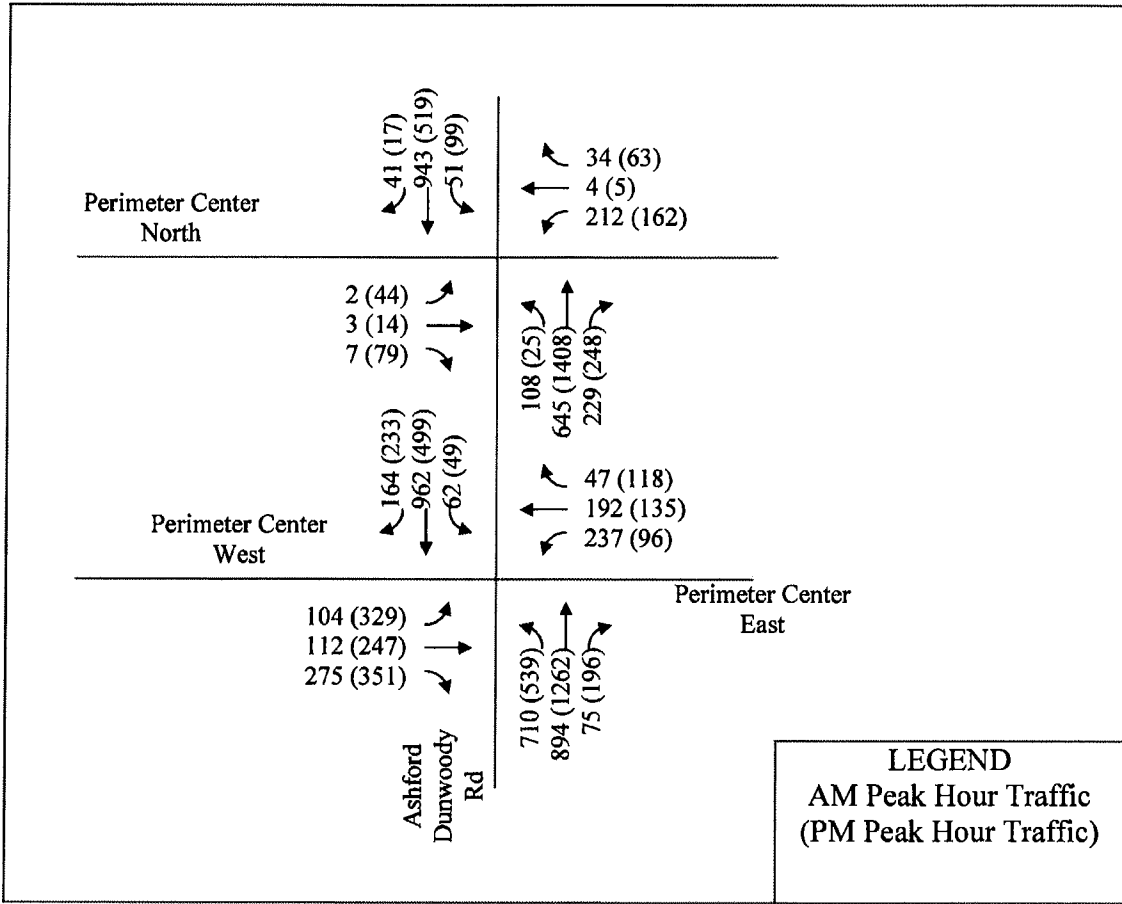 41 (17)
943 (519)
51 (99)
34 (63)
4 (5)
212 (162)
Perimeter Center
North
2 (44)
3 (14)
7 (79)
108 (25)
645 (1408)
229 (248)
164 (233)
962 (499)
62 (49)
47 (118)
192 (135)
237 (96)
Perimeter Center
West
Perimeter Center
East
104 (329)
112 (247)
275 (351)
710 (539)
894 (1262)
75 (196)
Ashford
Dunwoody
Rd
LEGEND
AM Peak Hour Traffic
(PM Peak Hour Traffic)